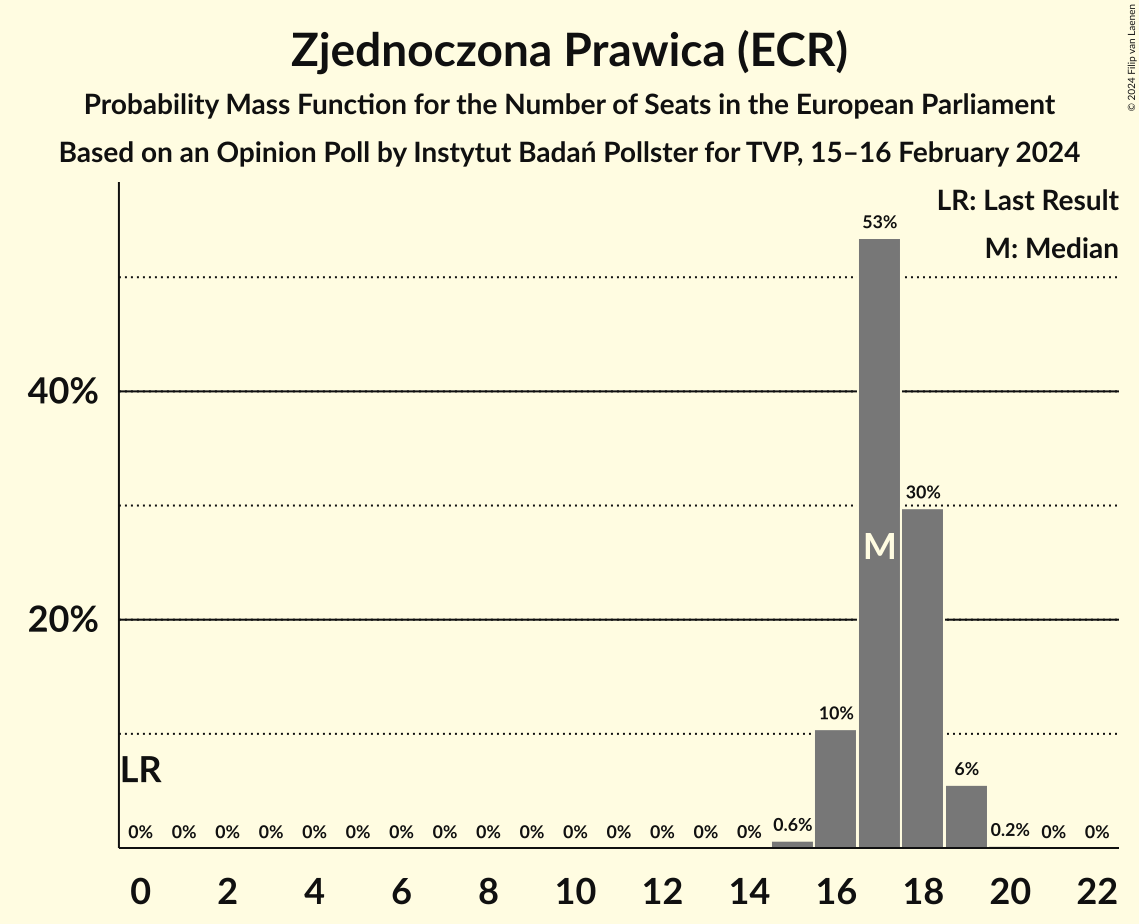 Zjednoczona Prawica (ECR)
Probability Mass Function for the Number of Seats in the European Parliament
Based on an Opinion Poll by Instytut Badań Pollster for TVP, 15–16 February 2024
© 2024 Filip van Laenen
LR: Last Result
M: Median
53%
40%
30%
M
20%
10%
LR
6%
0% 0% 0% 0% 0% 0% 0% 0% 0% 0% 0% 0% 0% 0% 0% 0.6% 0.2% 0% 0%
0 2 4 6 8 10 12 14 16 18 20 22